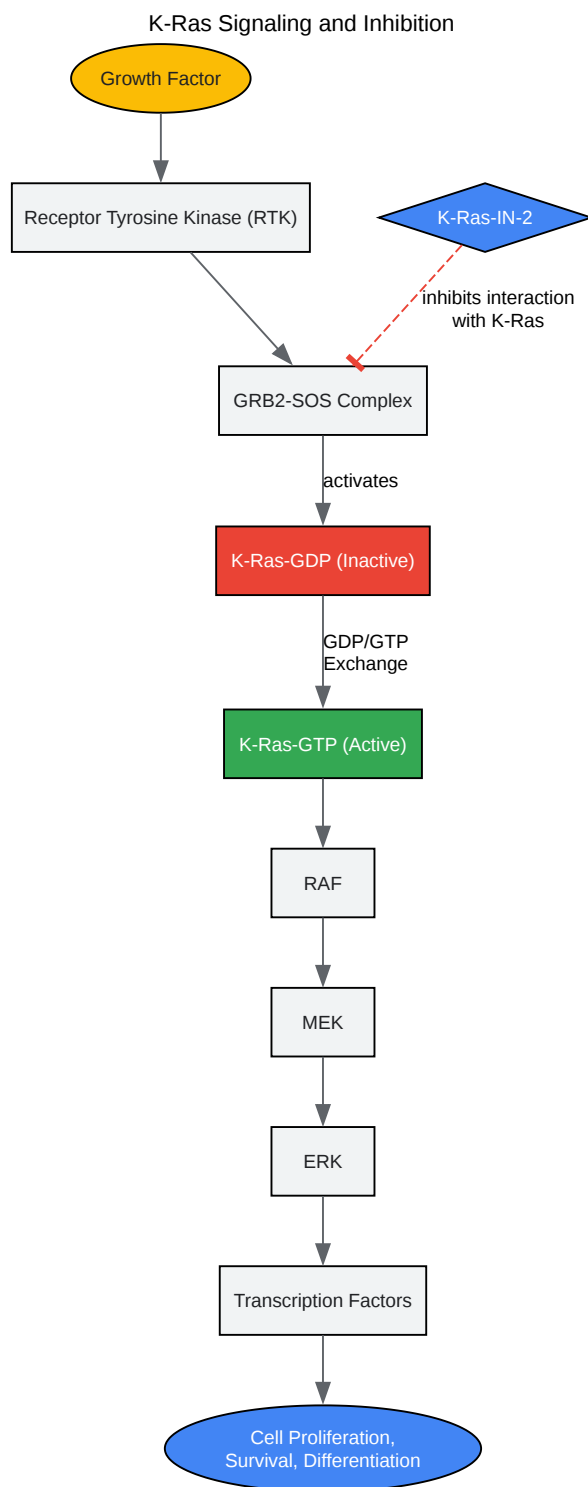 K-Ras Signaling and Inhibition
Growth Factor
Receptor Tyrosine Kinase (RTK)
K-Ras-IN-2
inhibits interaction
with K-Ras
GRB2-SOS Complex
activates
K-Ras-GDP (Inactive)
GDP/GTP
Exchange
K-Ras-GTP (Active)
RAF
MEK
ERK
Transcription Factors
Cell Proliferation,
Survival, Differentiation